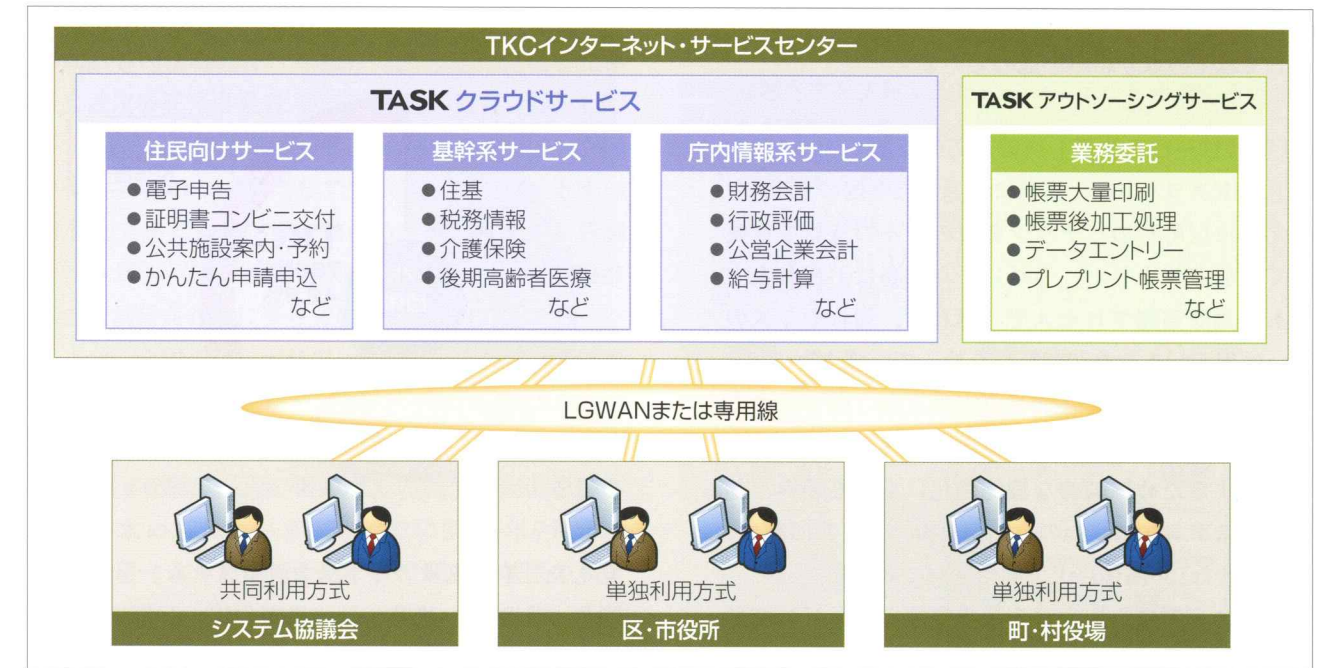 TKCインターネット・サービスセンター
TASK クラウドサービス
住民向けサービス
●電子申告
●証明書コンビニ交付
●公共施設案内・予約
●かんたん申請申込
など
基幹系サービス
●住基
●税務情報
●介護保険
●後期高齢者医療
など
庁内情報系サービス
●財務会計
●行政評価
●公営企業会計
●給与計算
など
TASK アウトソーシングサービス
業務委託
●帳票大量印刷
●帳票後加工処理
●データエントリー
●プレプリント帳票管理
など
LGWANまたは専用線
共同利用方式
システム協議会
単独利用方式
区・市役所
単独利用方式
町・村役場